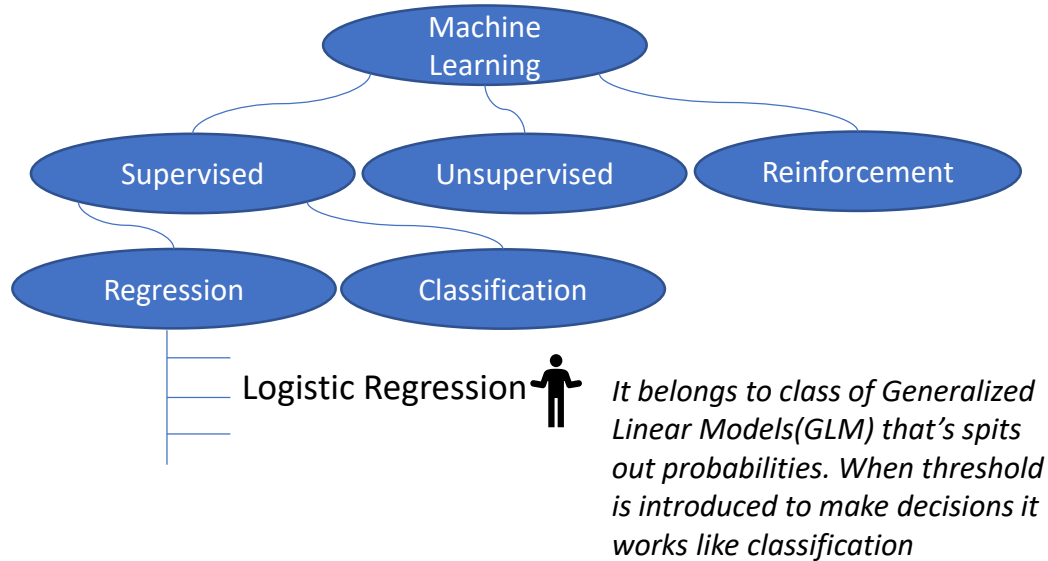 Machine
Learning
Supervised
Unsupervised
Reinforcement
Regression
Classification
Logistic Regression
It belongs to class of Generalized
Linear Models(GLM) that’s spits
out probabilities. When threshold
is introduced to make decisions it
works like classification